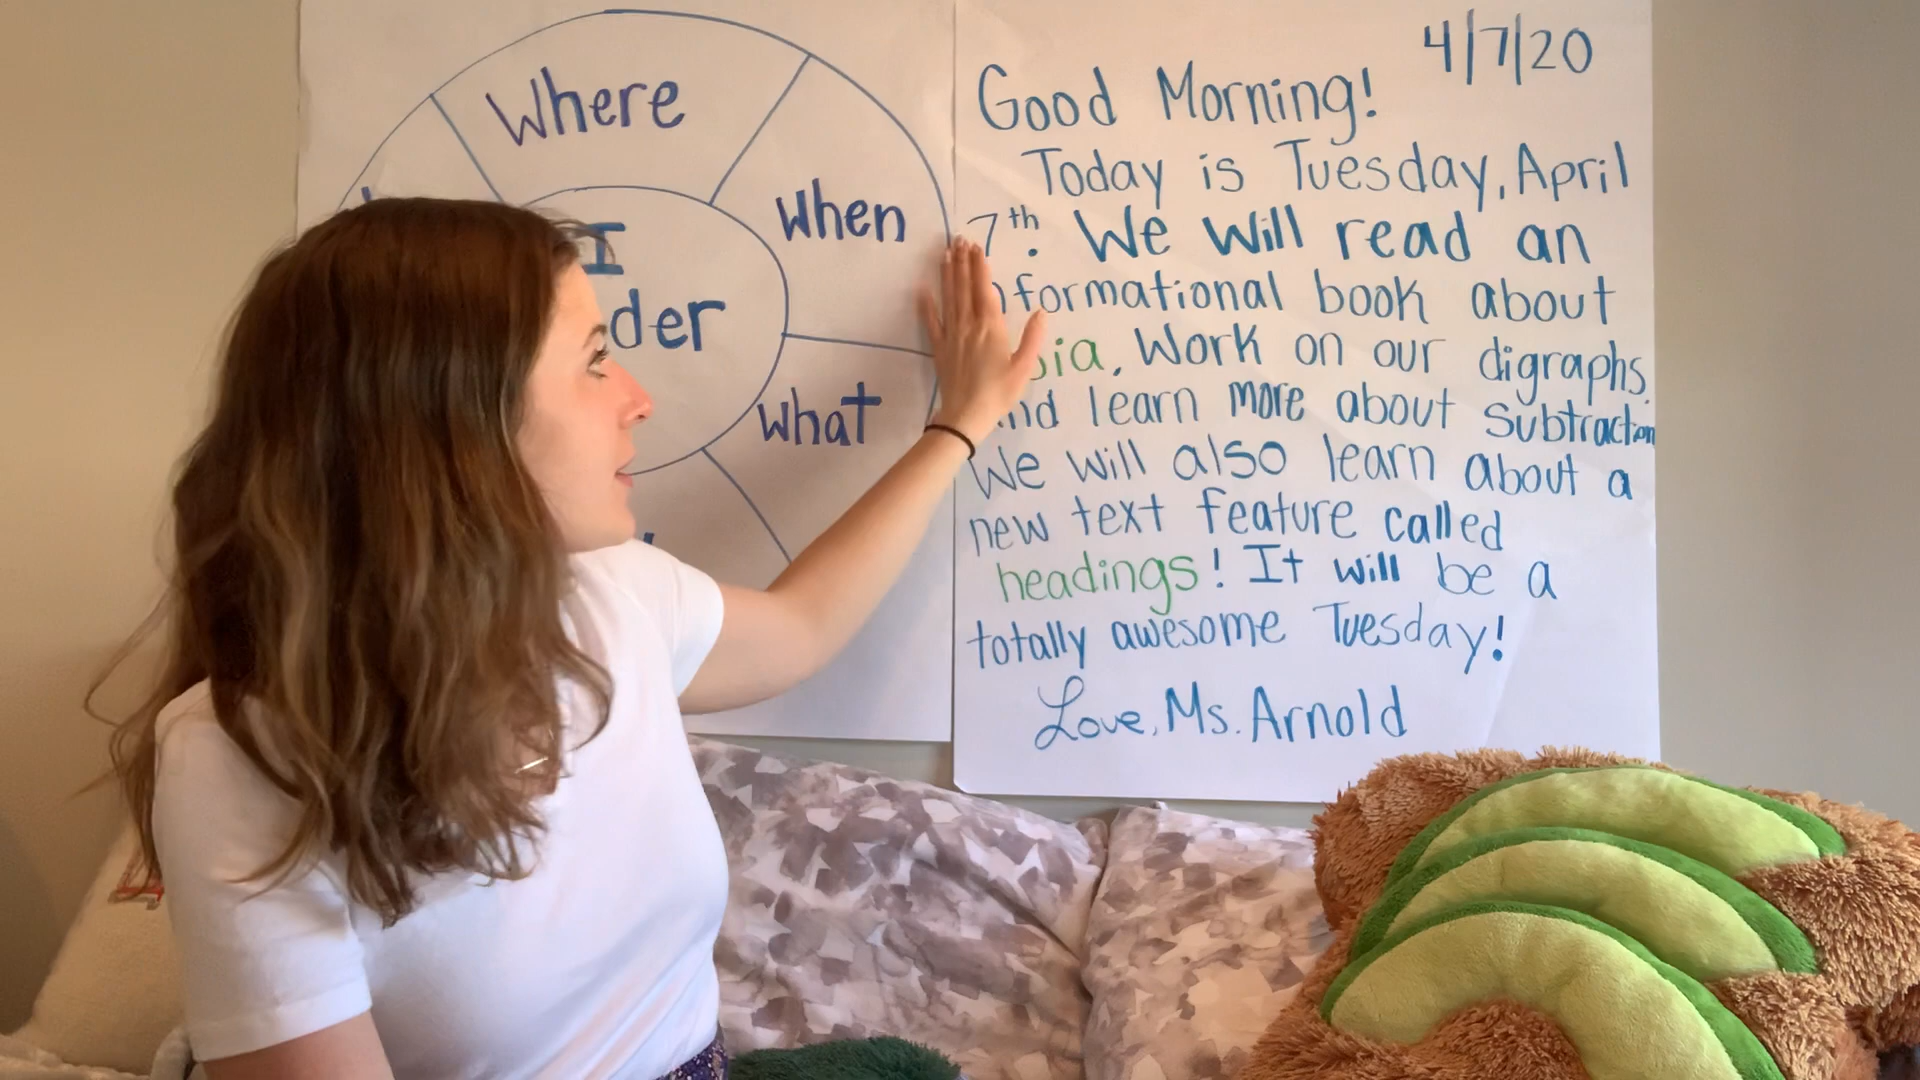 Where
When
I
der
What
4/7/20
Good Morning!
Today is Tuesday, April
7th. We will read an
nformational book about
ia, Work on our digraphs,
nd learn more about Subtraction
We will also learn about a
new text feature called
headings! It will be a
totally awesome Tuesday!
Love, Ms. Arnold